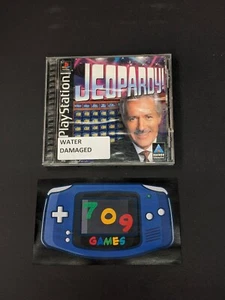 JEOPARDY!
PlayStation
WATER
DAMAGED
709
GAMES